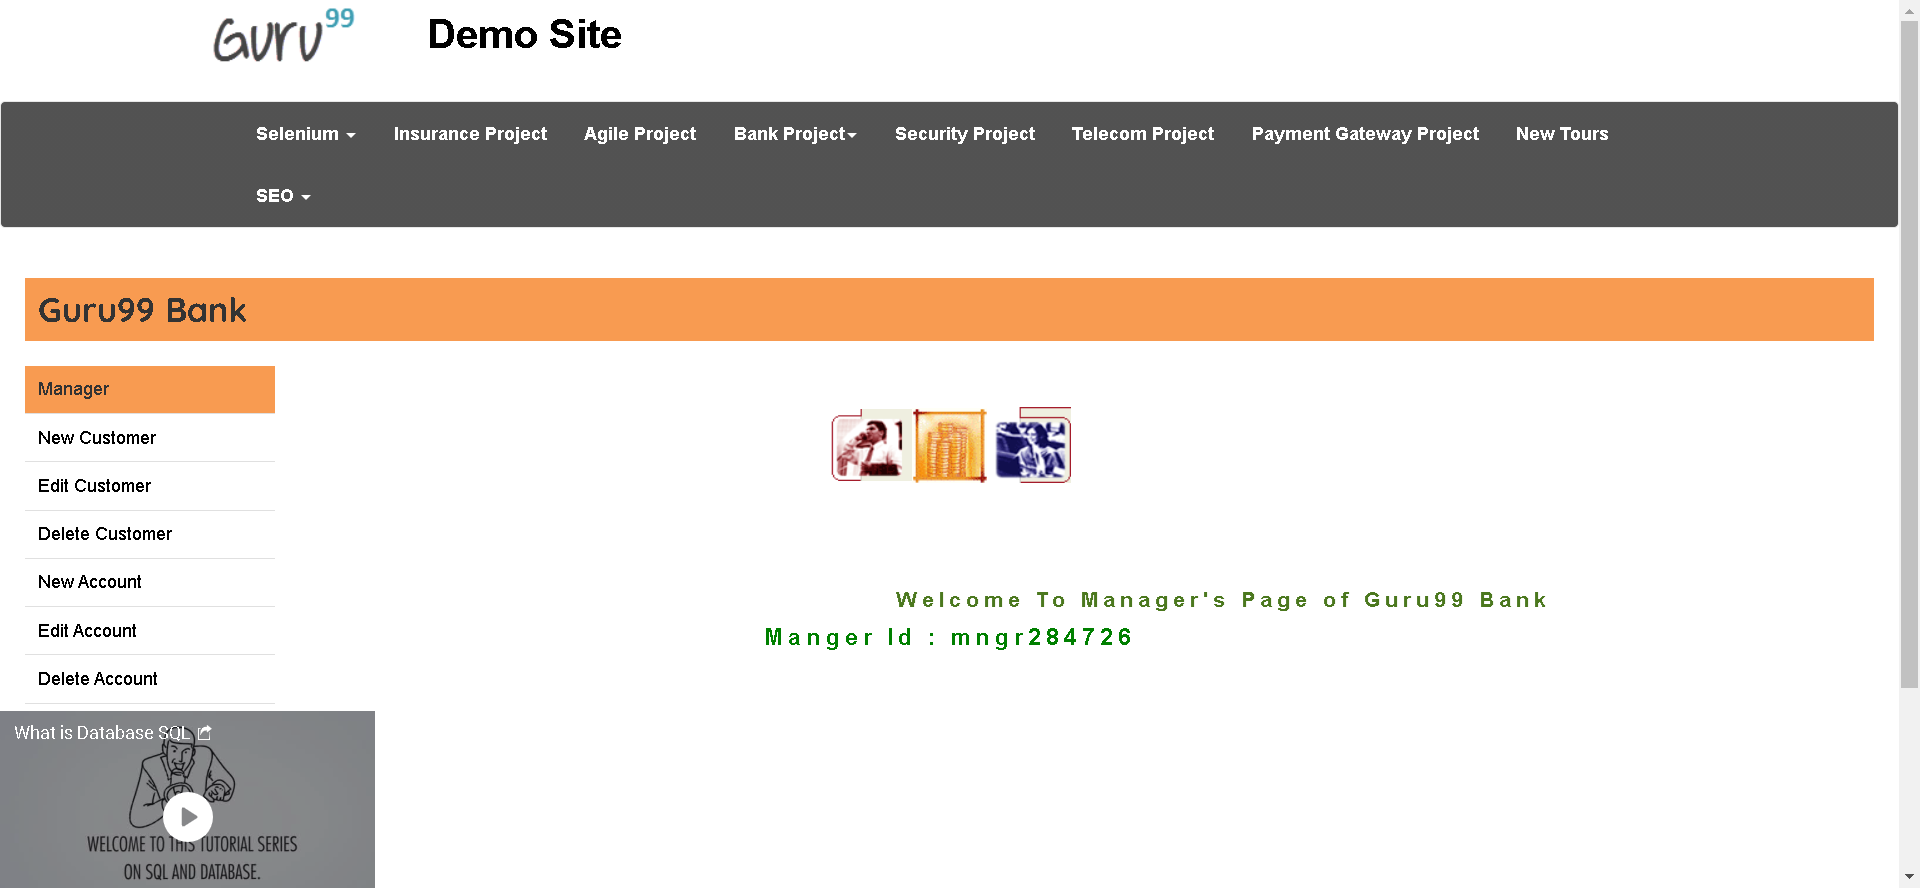 Guru99
Demo Site
Selenium
Insurance Project
Agile Project
Bank Project
Security Project
Telecom Project
Payment Gateway Project
New Tours
SEO
Guru99 Bank
Manager
New Customer
Edit Customer
Delete Customer
New Account
Edit Account
Delete Account
Welcome To Manager's Page of Guru99 Bank
Manger Id : mngr284726
What is Database SQL
WELCOME TO THIS TUTORIAL SERIES
ON SQL AND DATABASE.